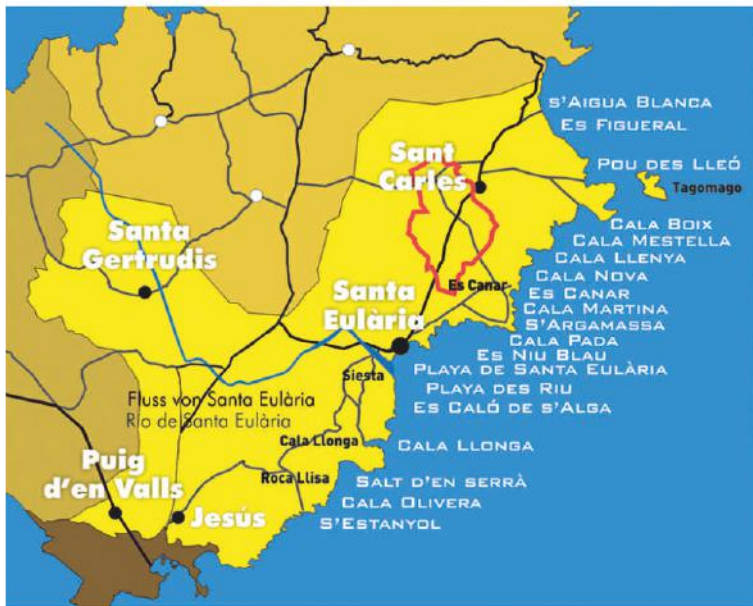 s'Aigua Blanca
Es Figueral
Sant
Carles
Pou des Lleó
Tagomago
Cala Boix
Cala Mestella
Cala Llenya
Cala Nova
Es Canar
Es Canar
Cala Martina
s'Argamassa
Cala Pada
Es Niu Blau
Playa de Santa Eulària
Playa des Riu
Es Caló de s'Alga
Santa
Gertrudis
Santa
Eulària
Siesta
Fluss von Santa Eulària
Río de Santa Eulària
Cala Llonga
Cala Llonga
Roca Llisa
Salt d'en Serrà
Cala Olivera
s'Estanyol
Puig
d'en Valls
Jesús